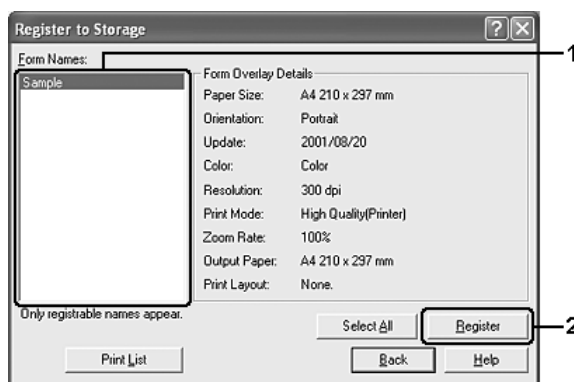 Register to Storage
Form Names:
1
Sample
Form Overlay Details
Paper Size: A4 210 x 297 mm
Orientation: Portrait
Update: 2001/08/20
Color: Color
Resolution: 300 dpi
Print Mode: High Quality(Printer)
Zoom Rate: 100%
Output Paper: A4 210 x 297 mm
Print Layout: None.
Only registrable names appear.
Select All
Register
2
Print List
Back
Help